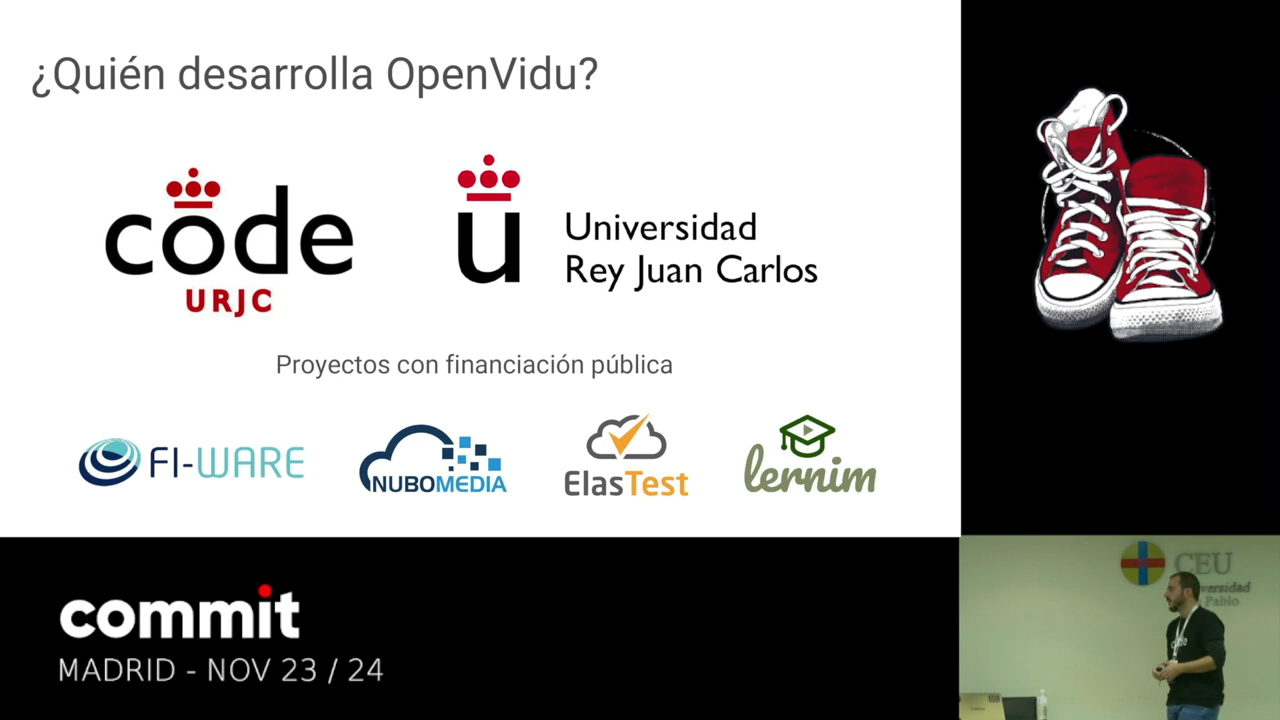 ¿Quién desarrolla OpenVidu?
code
URJC
u
Universidad
Rey Juan Carlos
Proyectos con financiación pública
FI-WARE
NUBOMEDIA
ElasTest
lernim
commit
MADRID - NOV 23 / 24
CEU
Pablo